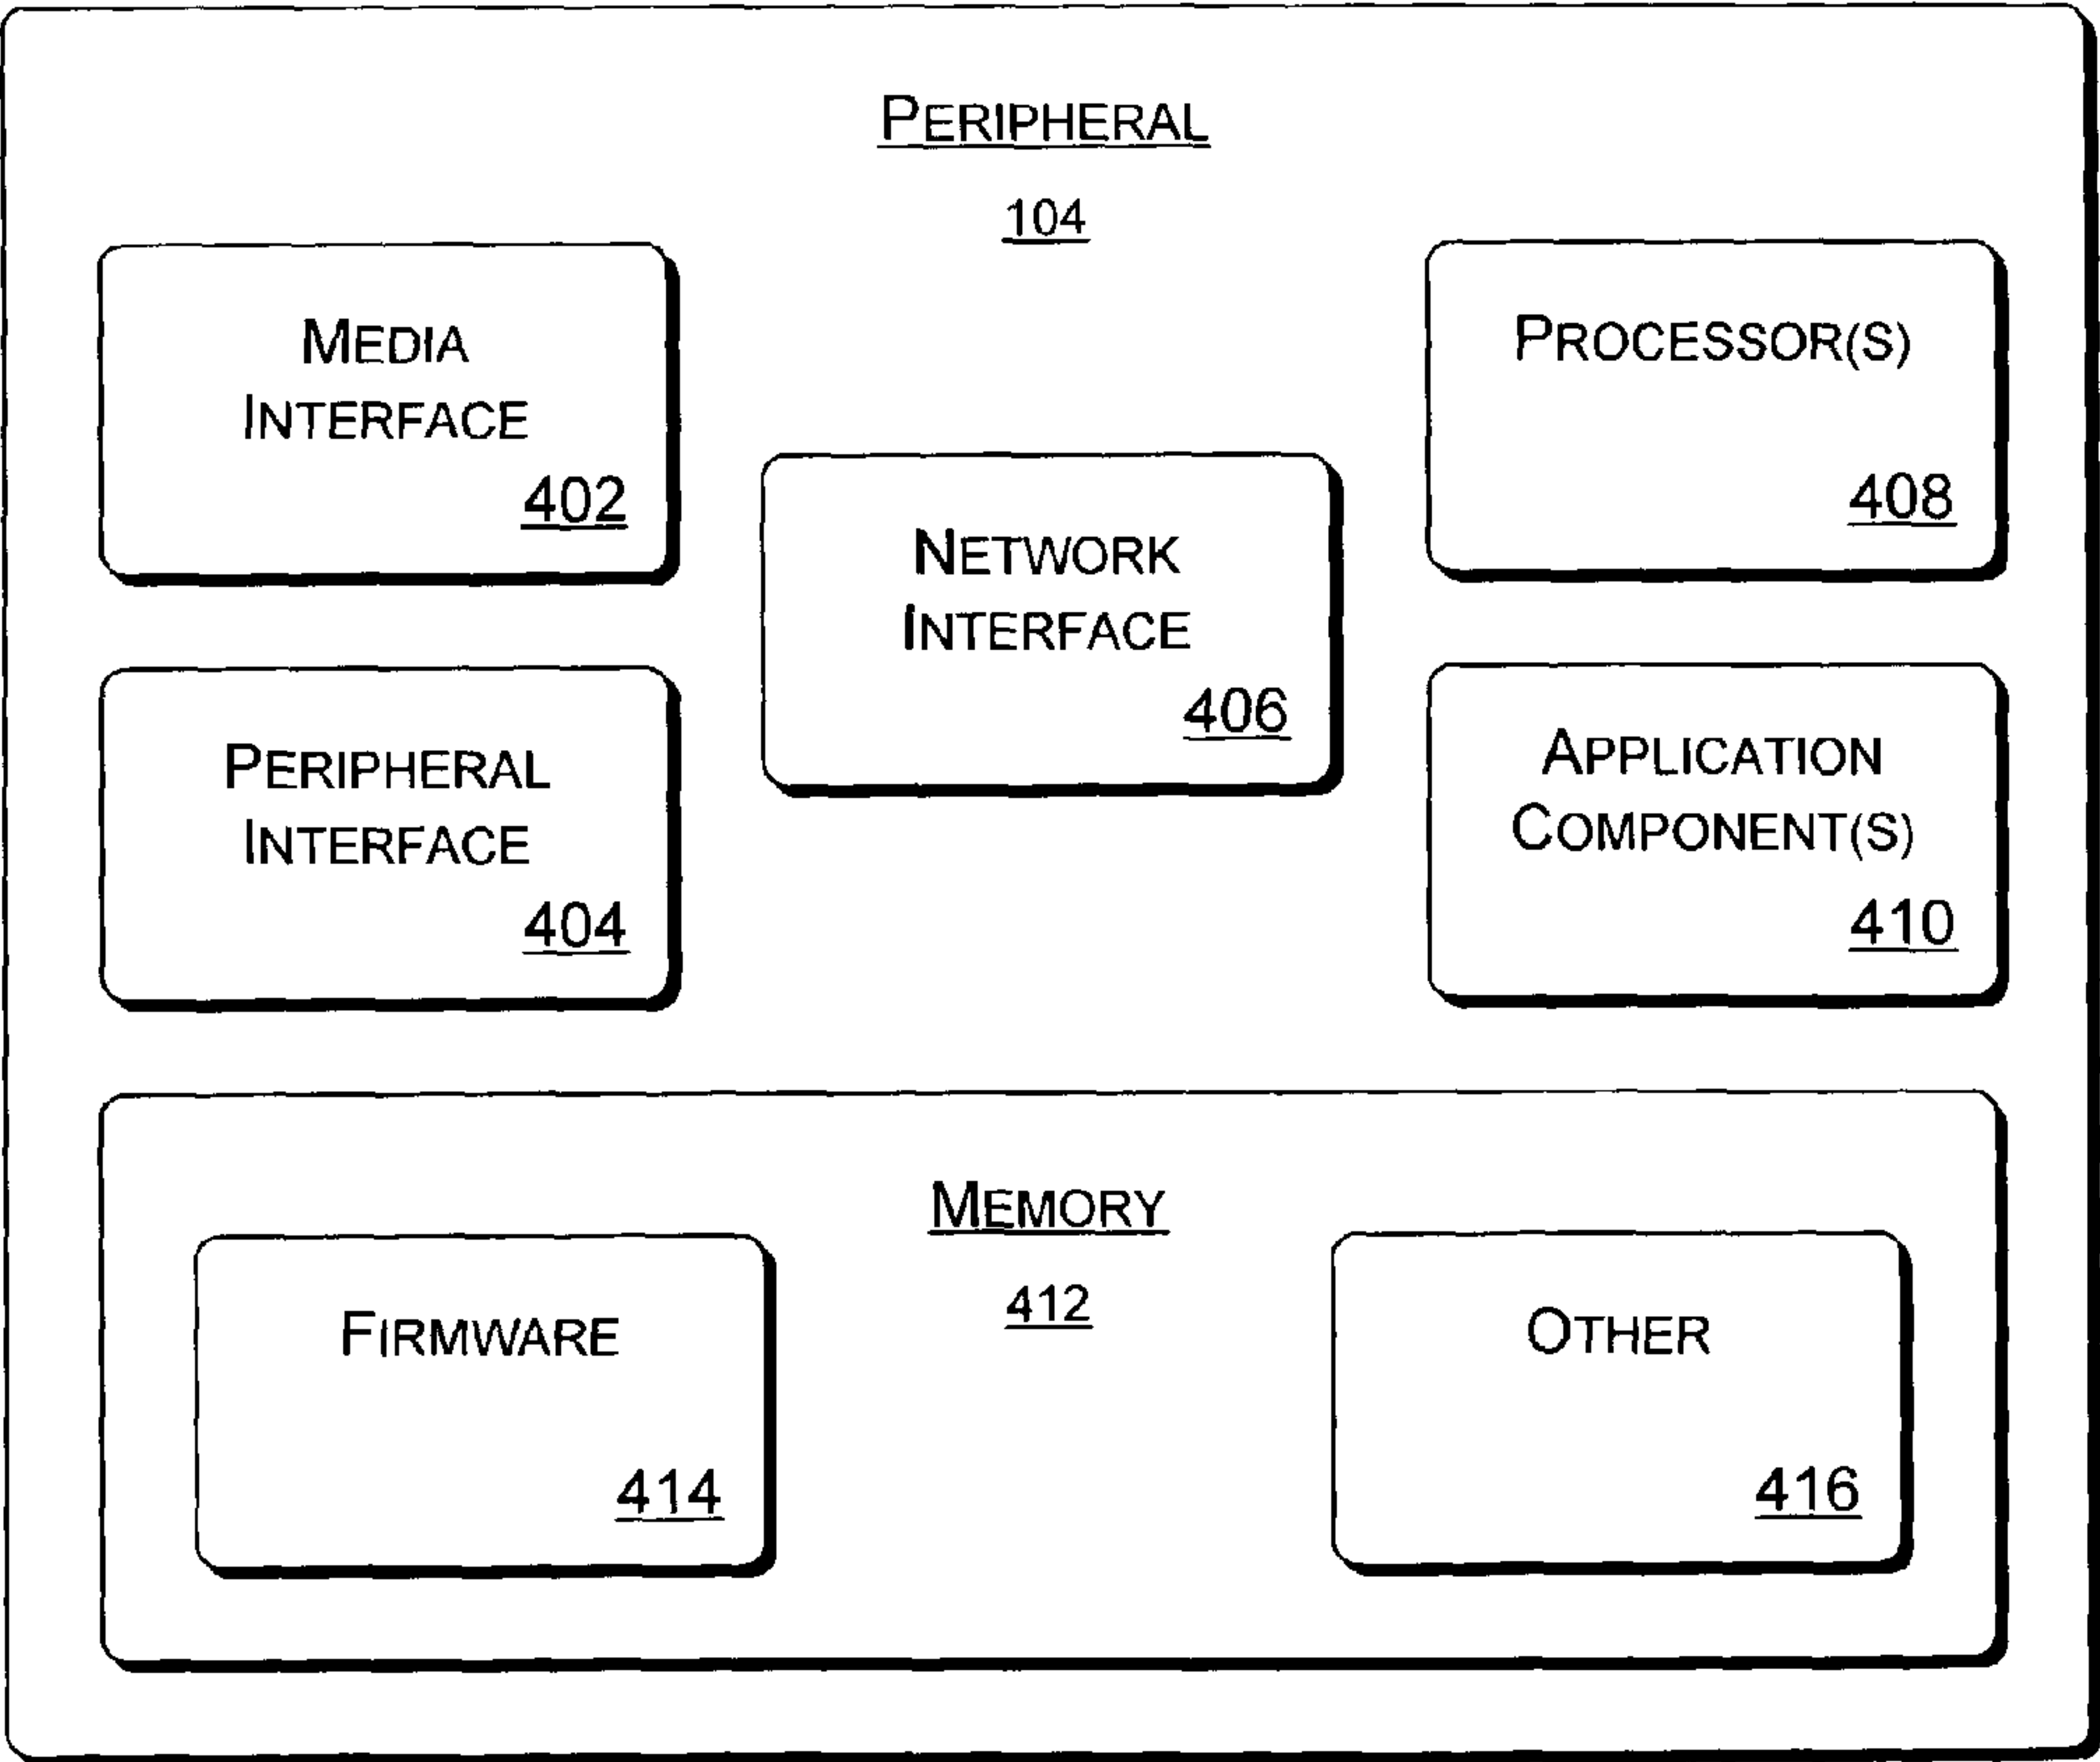 PERIPHERAL
104
MEDIA
INTERFACE
402
PROCESSOR(S)
408
NETWORK
INTERFACE
406
PERIPHERAL
INTERFACE
404
APPLICATION
COMPONENT(S)
410
MEMORY
412
FIRMWARE
414
OTHER
416